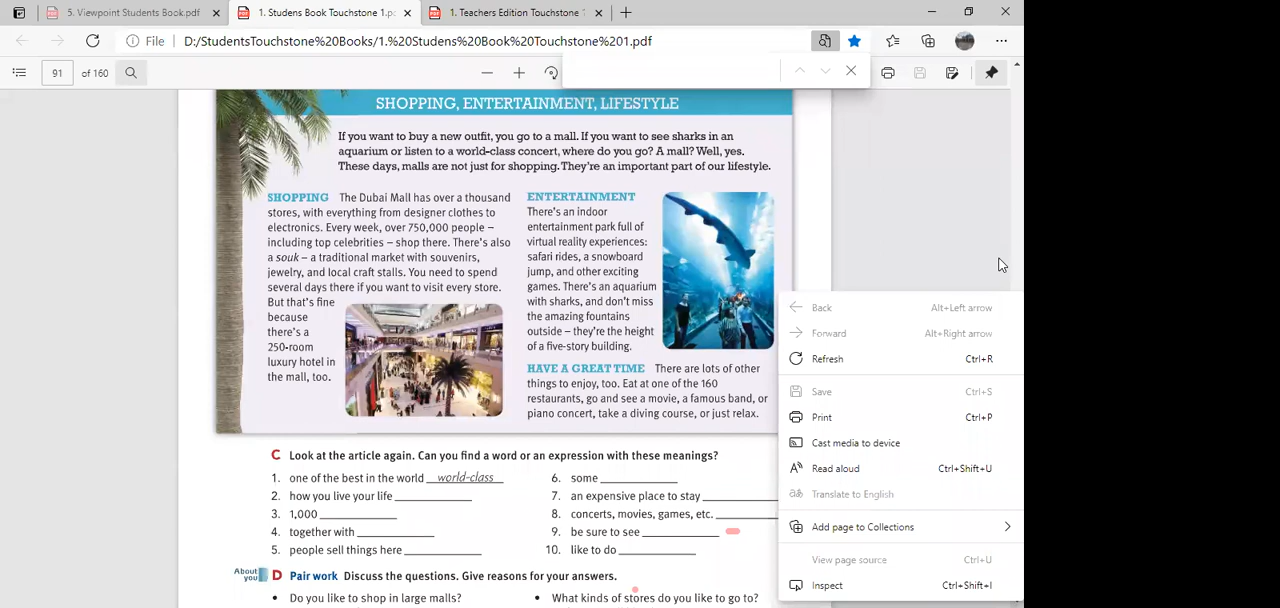 5. Viewpoint Students Book.pdf
1. Studens Book Touchstone 1.p
1. Teachers Edition Touchstone
File D:/StudentsTouchstone%20Books/1.%20Studens%20Book%20Touchstone%201.pdf
91 of 160
SHOPPING, ENTERTAINMENT, LIFESTYLE
If you want to buy a new outfit, you go to a mall. If you want to see sharks in an
aquarium or listen to a world-class concert, where do you go? A mall? Well, yes.
These days, malls are not just for shopping. They're an important part of our lifestyle.
SHOPPING The Dubai Mall has over a thousand
stores, with everything from designer clothes to
electronics. Every week, over 750,000 people –
including top celebrities – shop there. There's also
a souk – a traditional market with souvenirs,
jewelry, and local craft stalls. You need to spend
several days there if you want to visit every store.
But that's fine
because
there's a
250-room
luxury hotel in
the mall, too.
ENTERTAINMENT
There's an indoor
entertainment park full of
virtual reality experiences:
safari rides, a snowboard
jump, and other exciting
games. There's an aquarium
with sharks, and don't miss
the amazing fountains
outside – they're the height
of a five-story building.
HAVE A GREAT TIME There are lots of other
things to enjoy, too. Eat at one of the 160
restaurants, go and see a movie, a famous band, or
piano concert, take a diving course, or just relax.
C Look at the article again. Can you find a word or an expression with these meanings?
1. one of the best in the world world-class
2. how you live your life
3. 1,000
4. together with
5. people sell things here
6. some
7. an expensive place to stay
8. concerts, movies, games, etc.
9. be sure to see
10. like to do
About you D Pair work Discuss the questions. Give reasons for your answers.
• Do you like to shop in large malls?
• What kinds of stores do you like to go to?
Back Alt+Left arrow
Forward Alt+Right arrow
Refresh Ctrl+R
Save Ctrl+S
Print Ctrl+P
Cast media to device
Read aloud Ctrl+Shift+U
Translate to English
Add page to Collections
View page source Ctrl+U
Inspect Ctrl+Shift+I